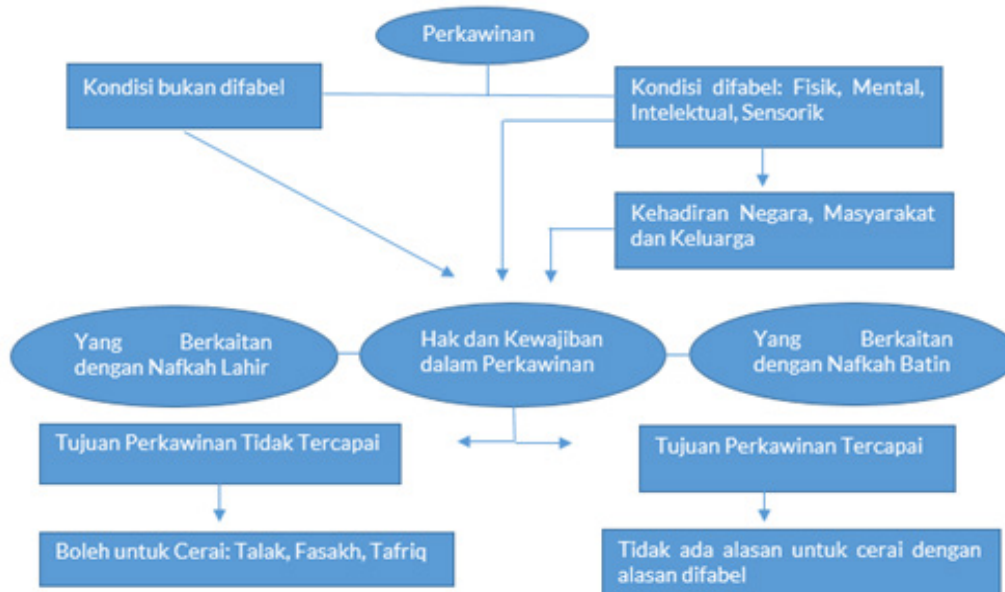 Perkawinan
Kondisi bukan difabel
Kondisi difabel: Fisik, Mental,
Intelektual, Sensorik
Kehadiran Negara, Masyarakat
dan Keluarga
Yang Berkaitan
dengan Nafkah Lahir
Hak dan Kewajiban
dalam Perkawinan
Yang Berkaitan
dengan Nafkah Batin
Tujuan Perkawinan Tidak Tercapai
Tujuan Perkawinan Tercapai
Boleh untuk Cerai: Talak, Fasakh, Tafriq
Tidak ada alasan untuk cerai dengan
alasan difabel